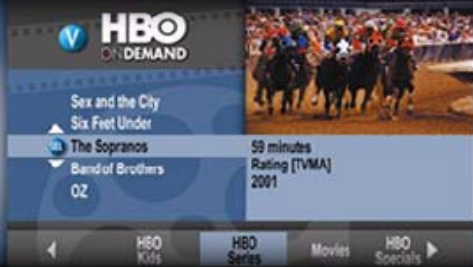 V
HBO
ON DEMAND
Sex and the City
Six Feet Under
SEL
The Sopranos
Band of Brothers
OZ
59 minutes
Rating [TVMA]
2001
HBO
Kids
HBO
Series
Movies
HBO
Specials